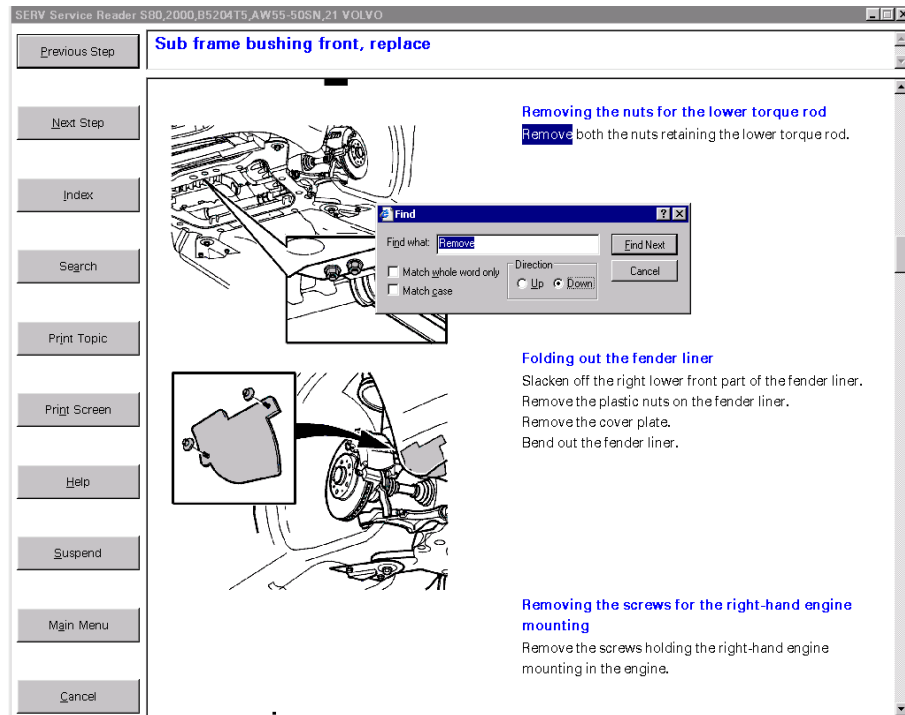 SERV Service Reader S80,2000,B5204T5,AW55-50SN,21 VOLVO
Previous Step
Sub frame bushing front, replace
Next Step
Index
Search
Print Topic
Print Screen
Help
Suspend
Main Menu
Cancel
Removing the nuts for the lower torque rod
Remove both the nuts retaining the lower torque rod.
Find
Find what: Remove
Find Next
Match whole word only
Match case
Direction
Up Down
Cancel
Folding out the fender liner
Slacken off the right lower front part of the fender liner.
Remove the plastic nuts on the fender liner.
Remove the cover plate.
Bend out the fender liner.
Removing the screws for the right-hand engine
mounting
Remove the screws holding the right-hand engine
mounting in the engine.